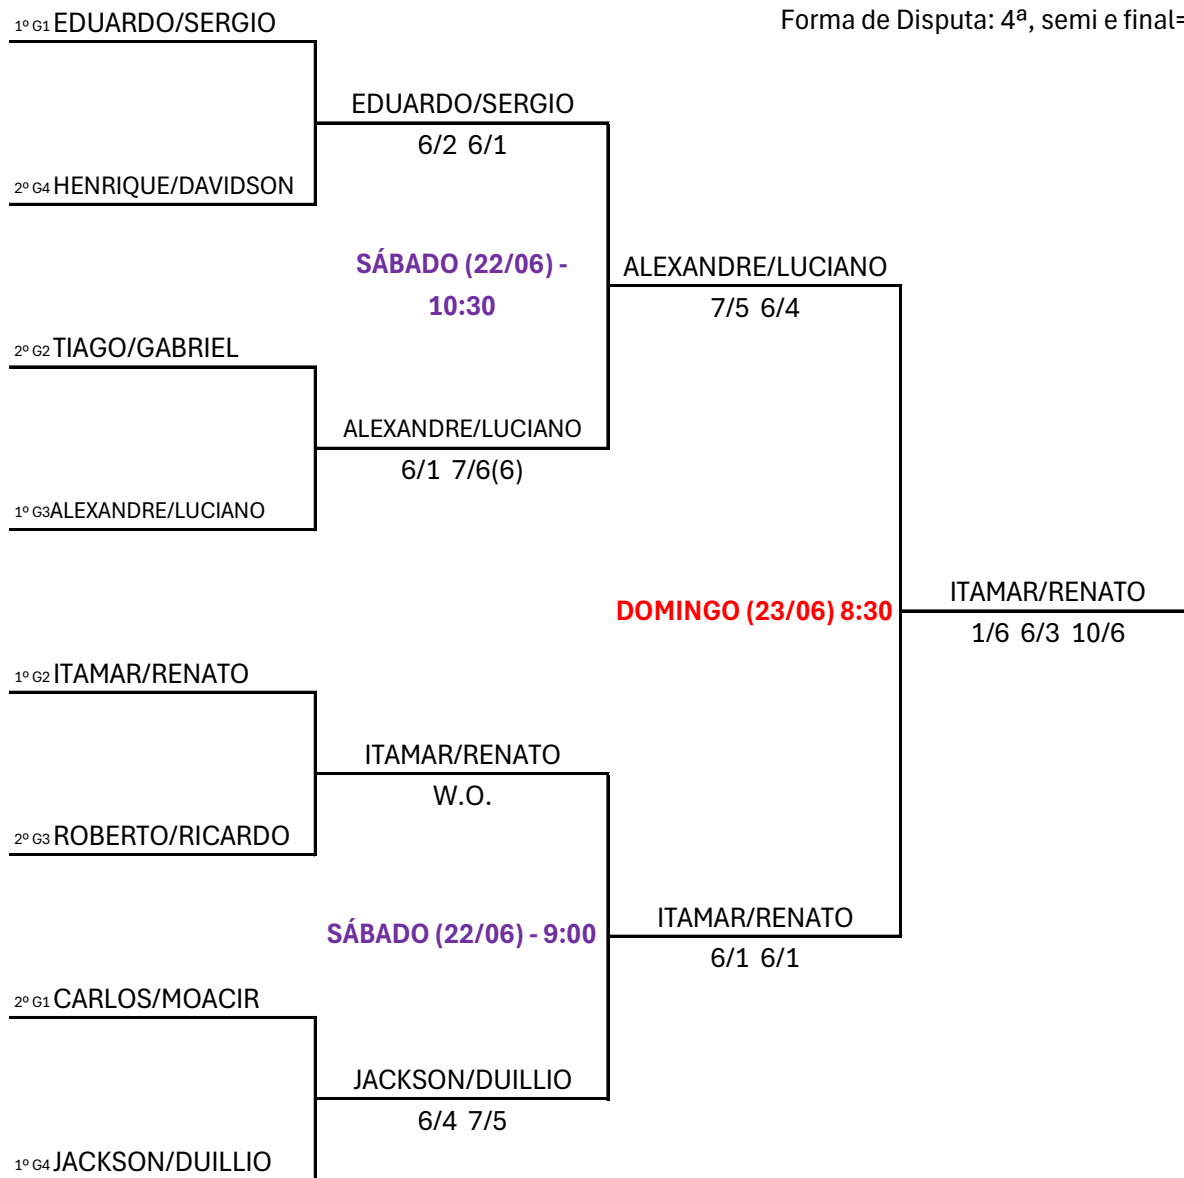 1º G1 EDUARDO/SERGIO
Forma de Disputa: 4ª, semi e final=
EDUARDO/SERGIO
6/2 6/1
2º G4 HENRIQUE/DAVIDSON
SÁBADO (22/06) -
10:30
ALEXANDRE/LUCIANO
7/5 6/4
2º G2 TIAGO/GABRIEL
ALEXANDRE/LUCIANO
6/1 7/6(6)
1º G3 ALEXANDRE/LUCIANO
DOMINGO (23/06) 8:30
ITAMAR/RENATO
1/6 6/3 10/6
1º G2 ITAMAR/RENATO
ITAMAR/RENATO
W.O.
2º G3 ROBERTO/RICARDO
SÁBADO (22/06) - 9:00
ITAMAR/RENATO
6/1 6/1
2º G1 CARLOS/MOACIR
JACKSON/DUILLIO
6/4 7/5
1º G4 JACKSON/DUILLIO